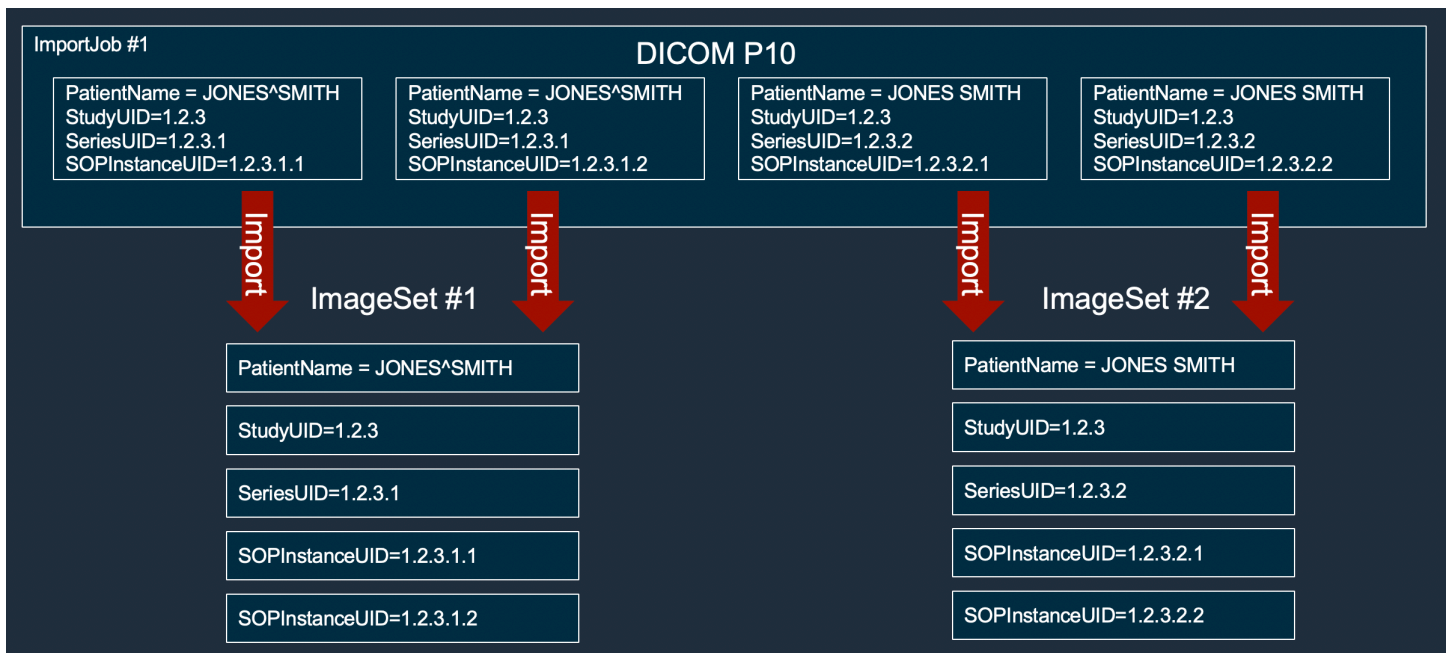 ImportJob #1
DICOM P10
PatientName = JONES^SMITH
StudyUID=1.2.3
SeriesUID=1.2.3.1
SOPInstanceUID=1.2.3.1.1
PatientName = JONES^SMITH
StudyUID=1.2.3
SeriesUID=1.2.3.1
SOPInstanceUID=1.2.3.1.2
PatientName = JONES SMITH
StudyUID=1.2.3
SeriesUID=1.2.3.2
SOPInstanceUID=1.2.3.2.1
PatientName = JONES SMITH
StudyUID=1.2.3
SeriesUID=1.2.3.2
SOPInstanceUID=1.2.3.2.2
Import
Import
Import
Import
ImageSet #1
PatientName = JONES^SMITH
StudyUID=1.2.3
SeriesUID=1.2.3.1
SOPInstanceUID=1.2.3.1.1
SOPInstanceUID=1.2.3.1.2
ImageSet #2
PatientName = JONES SMITH
StudyUID=1.2.3
SeriesUID=1.2.3.2
SOPInstanceUID=1.2.3.2.1
SOPInstanceUID=1.2.3.2.2